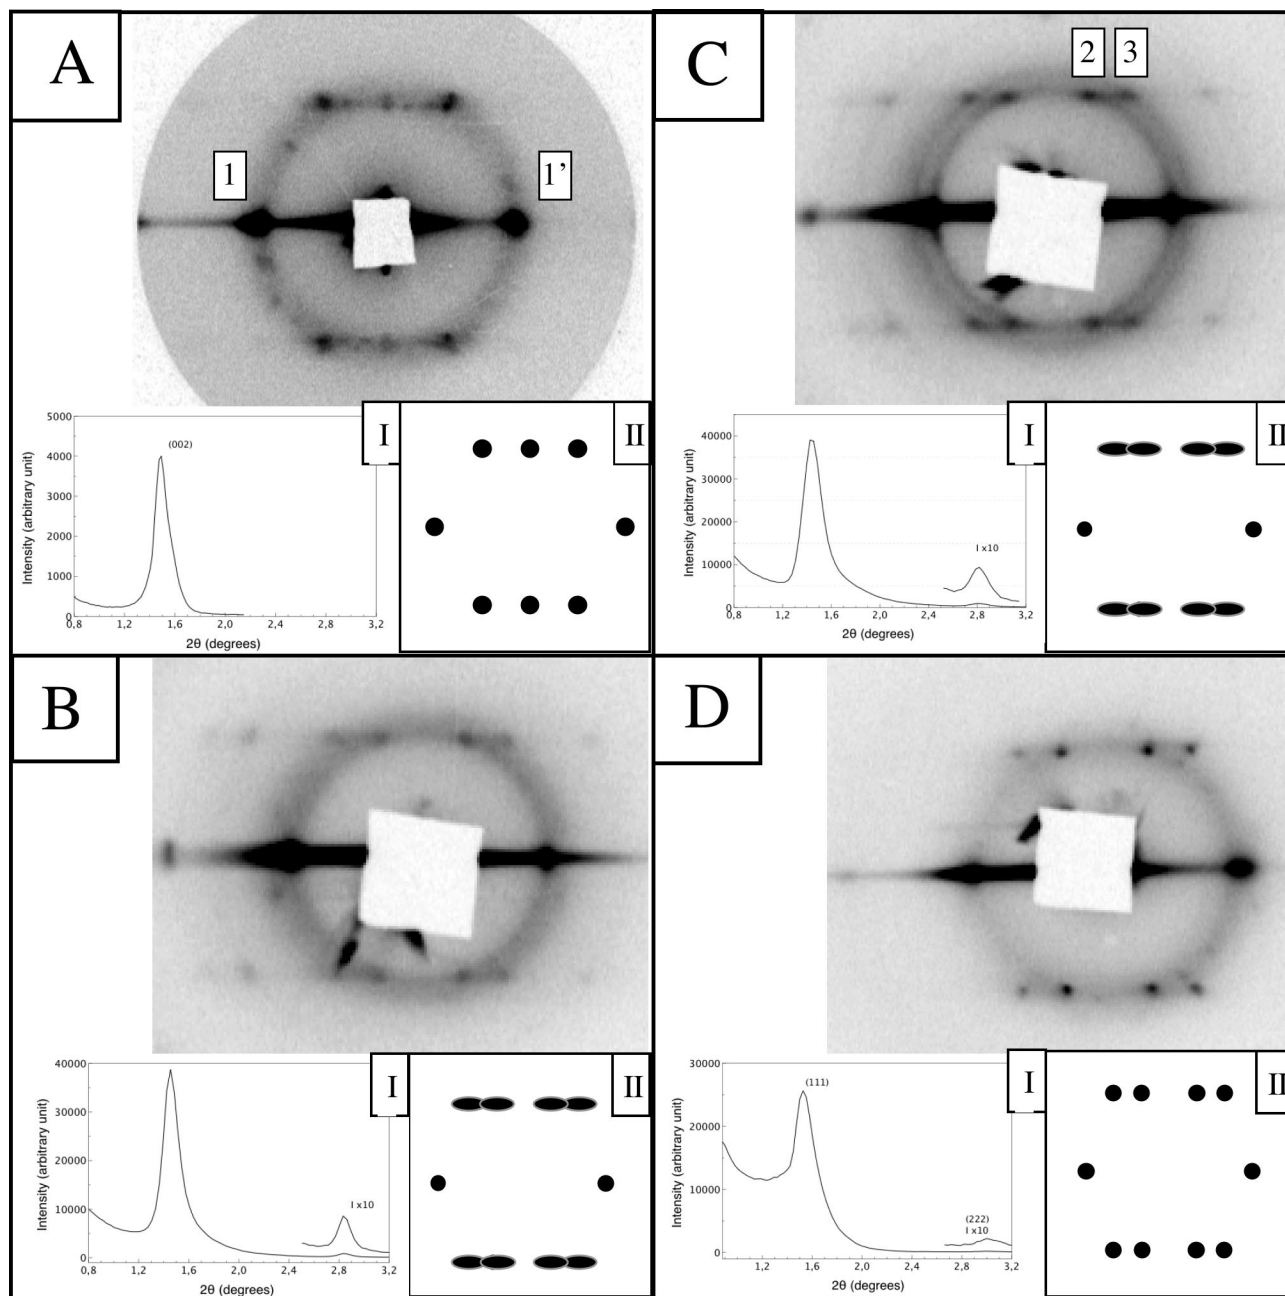 A
1
1’
I
II
5000
4000
3000
2000
1000
0
(002)
Intensity (arbitrary unit)
0,8 1,2 1,6 2 2,4 2,8 3,2
2θ (degrees)
C
2 3
I
II
40000
30000
20000
10000
0
I x10
Intensity (arbitrary unit)
0,8 1,2 1,6 2 2,4 2,8 3,2
2θ (degrees)
B
I
II
40000
30000
20000
10000
0
I x10
Intensity (arbitrary unit)
0,8 1,2 1,6 2 2,4 2,8 3,2
2θ (degrees)
D
I
II
30000
25000
20000
10000
0
(111)
(222)
I x10
Intensity (arbitrary unit)
1,2 1,6 2 2,4 2,8 3,2
2θ (degrees)